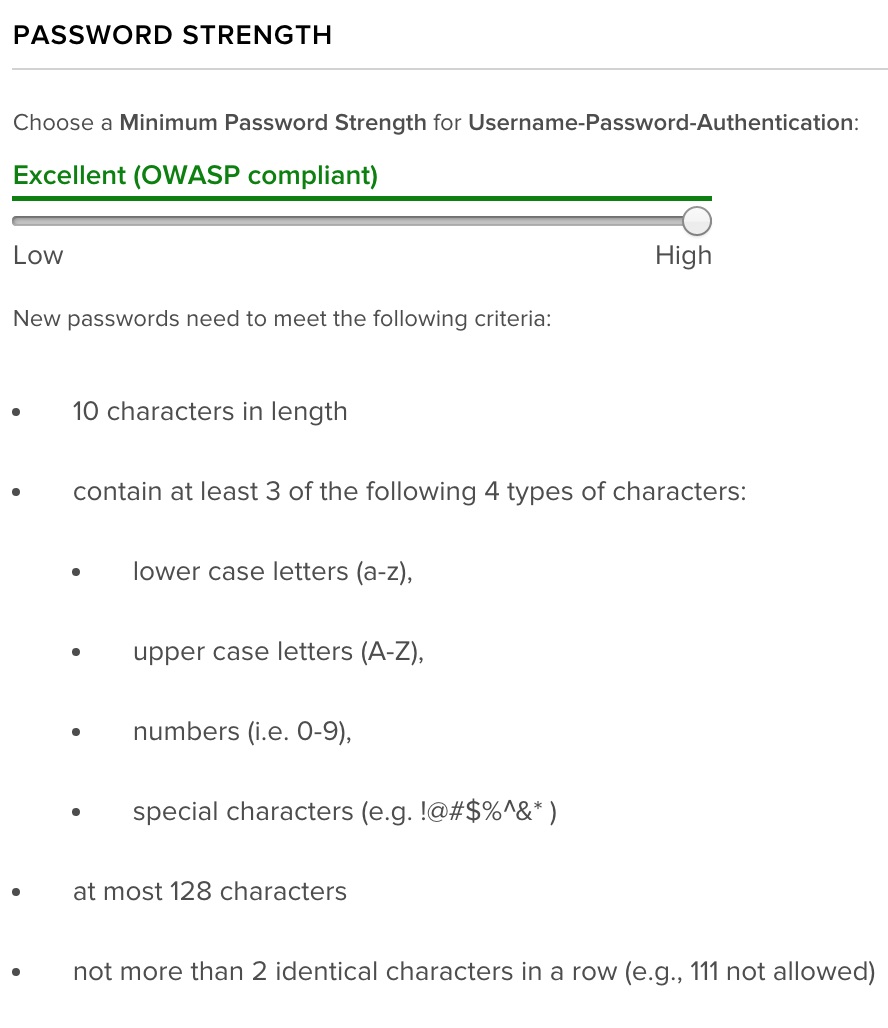 PASSWORD STRENGTH
Choose a Minimum Password Strength for Username-Password-Authentication:
Excellent (OWASP compliant)
Low High
New passwords need to meet the following criteria:
• 10 characters in length
• contain at least 3 of the following 4 types of characters:
• lower case letters (a-z),
• upper case letters (A-Z),
• numbers (i.e. 0-9),
• special characters (e.g. !@#$%^&* )
• at most 128 characters
• not more than 2 identical characters in a row (e.g., 111 not allowed)